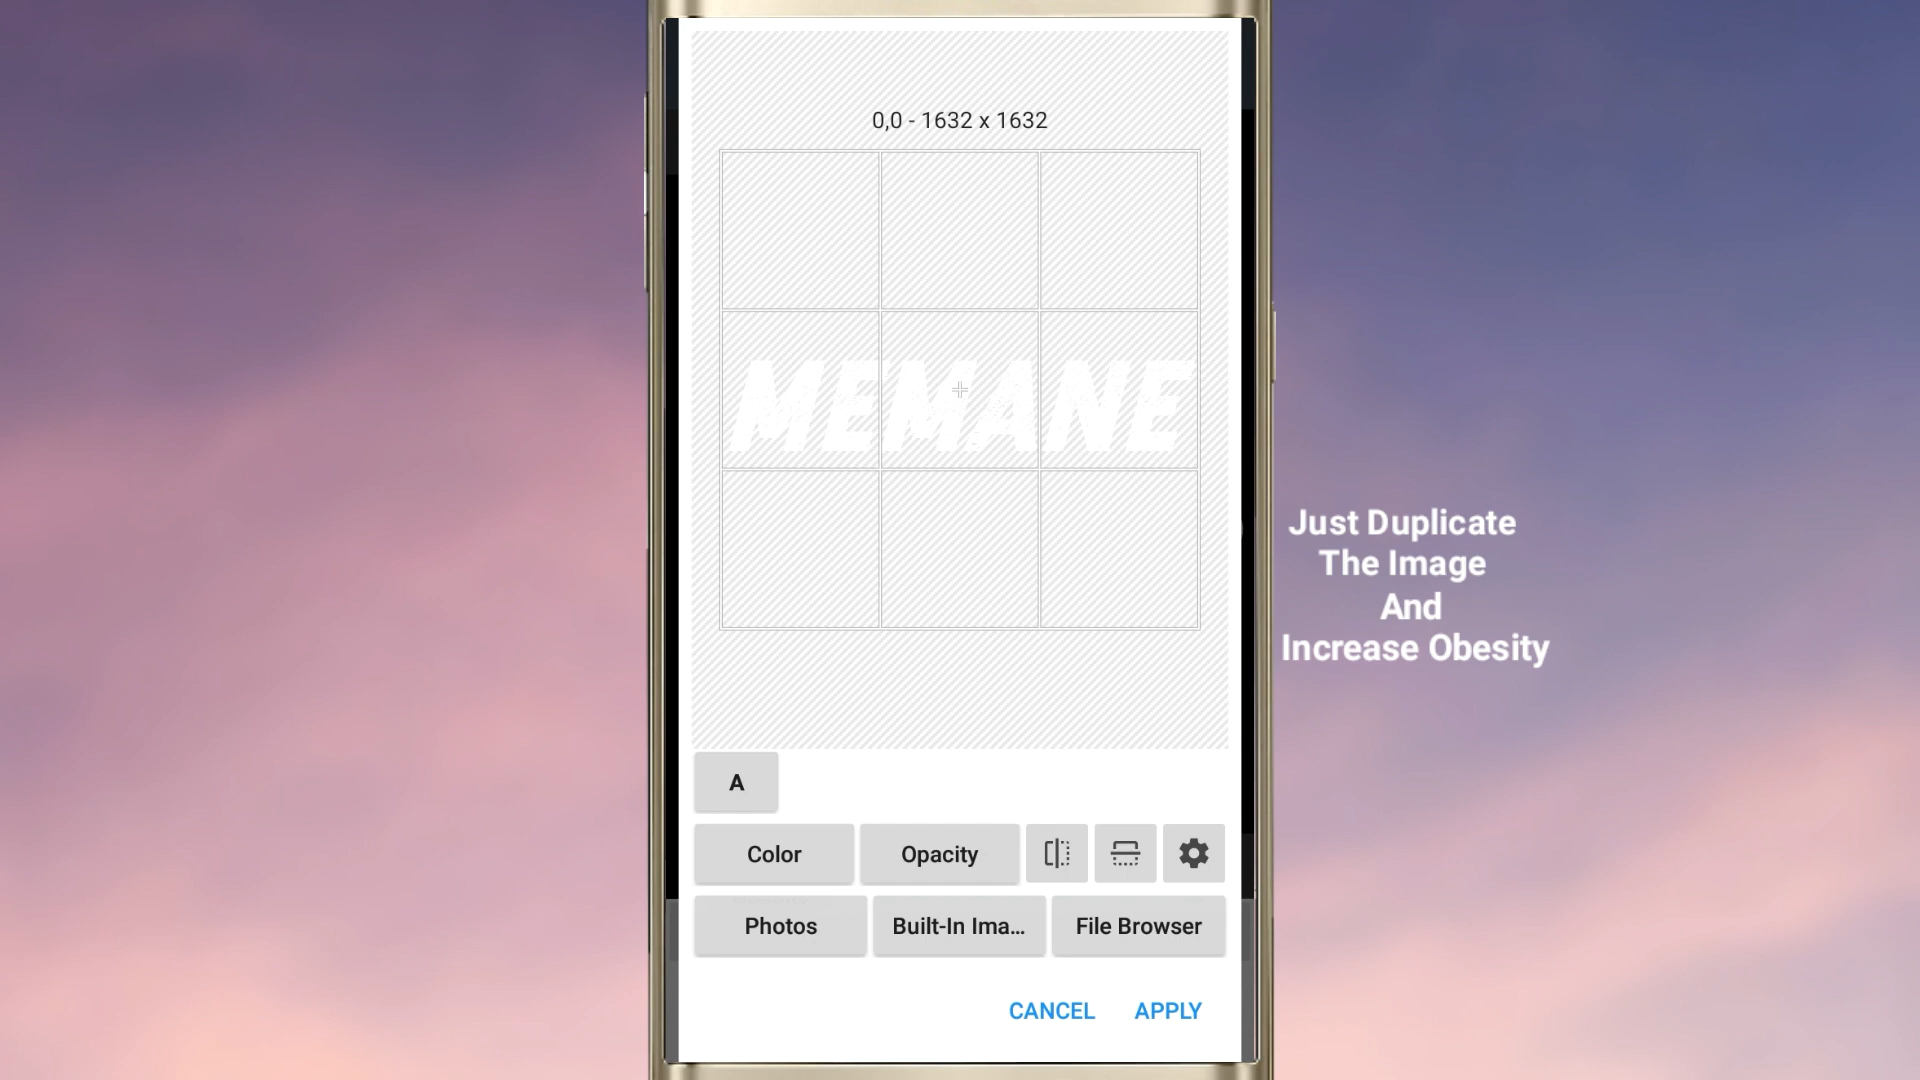 0,0 - 1632 x 1632
MEMANE
A
Color
Opacity
Photos
Built-In Ima...
File Browser
CANCEL
APPLY
Just Duplicate
The Image
And
Increase Obesity